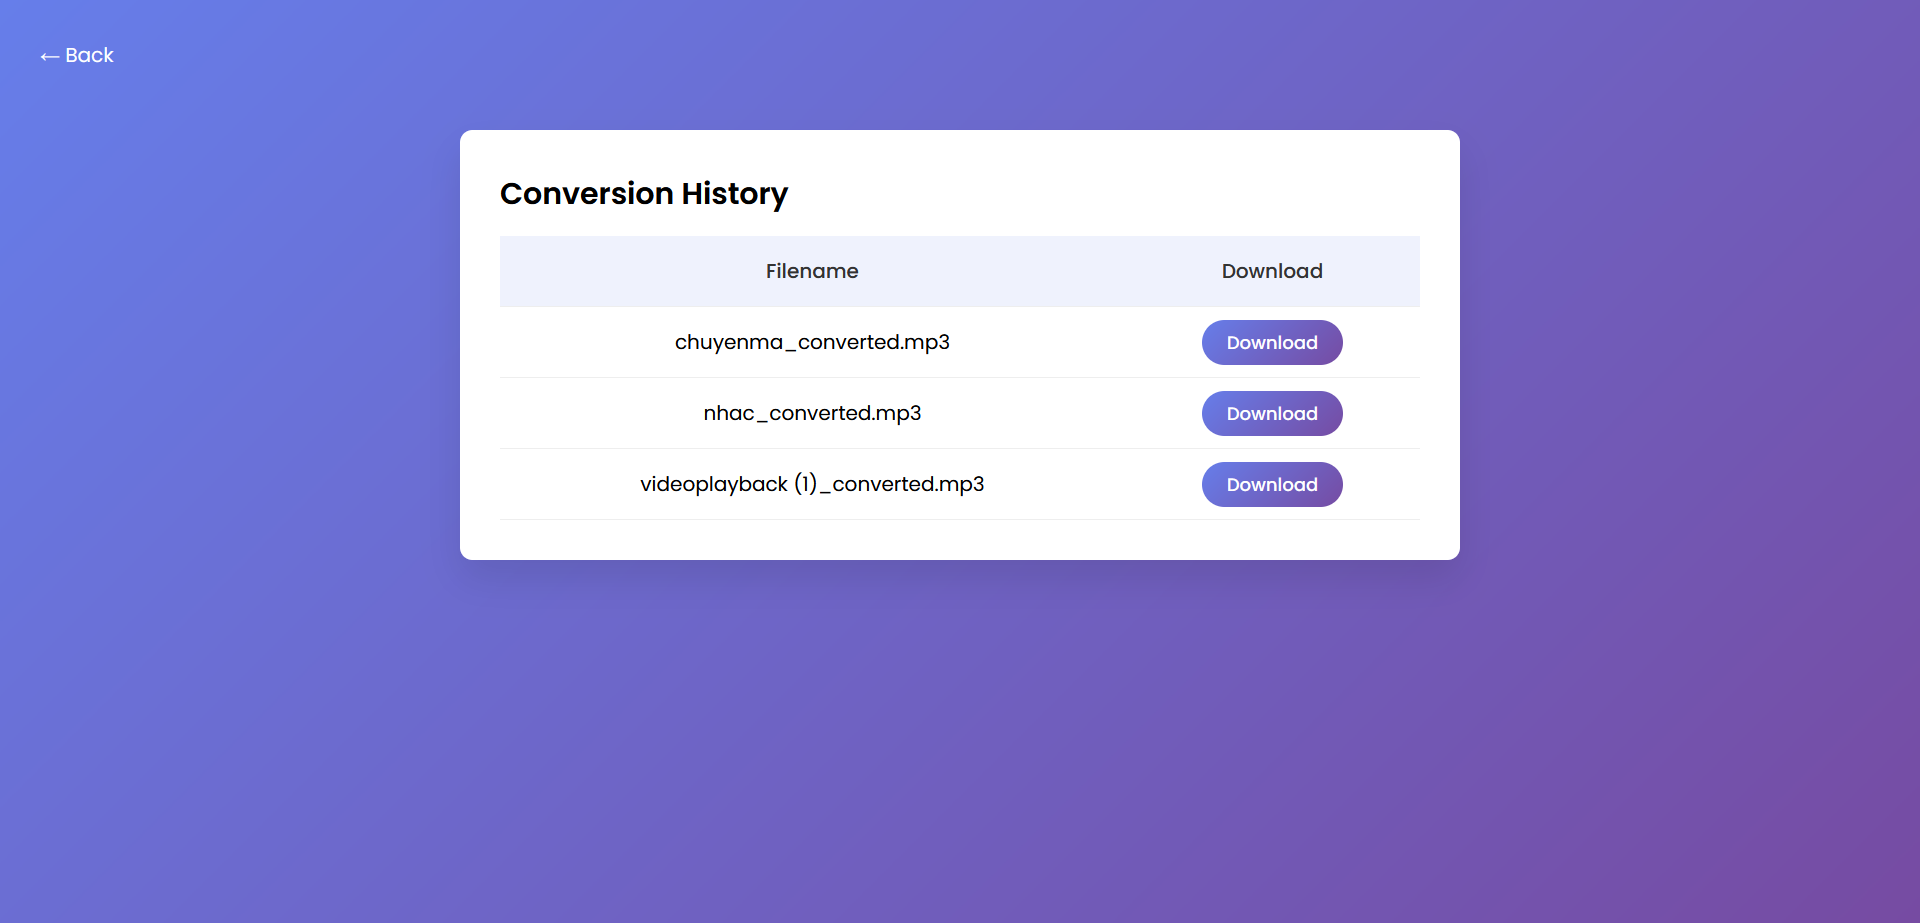 ← Back
Conversion History
Filename Download
chuyenma_converted.mp3 Download
nhac_converted.mp3 Download
videoplayback (1)_converted.mp3 Download